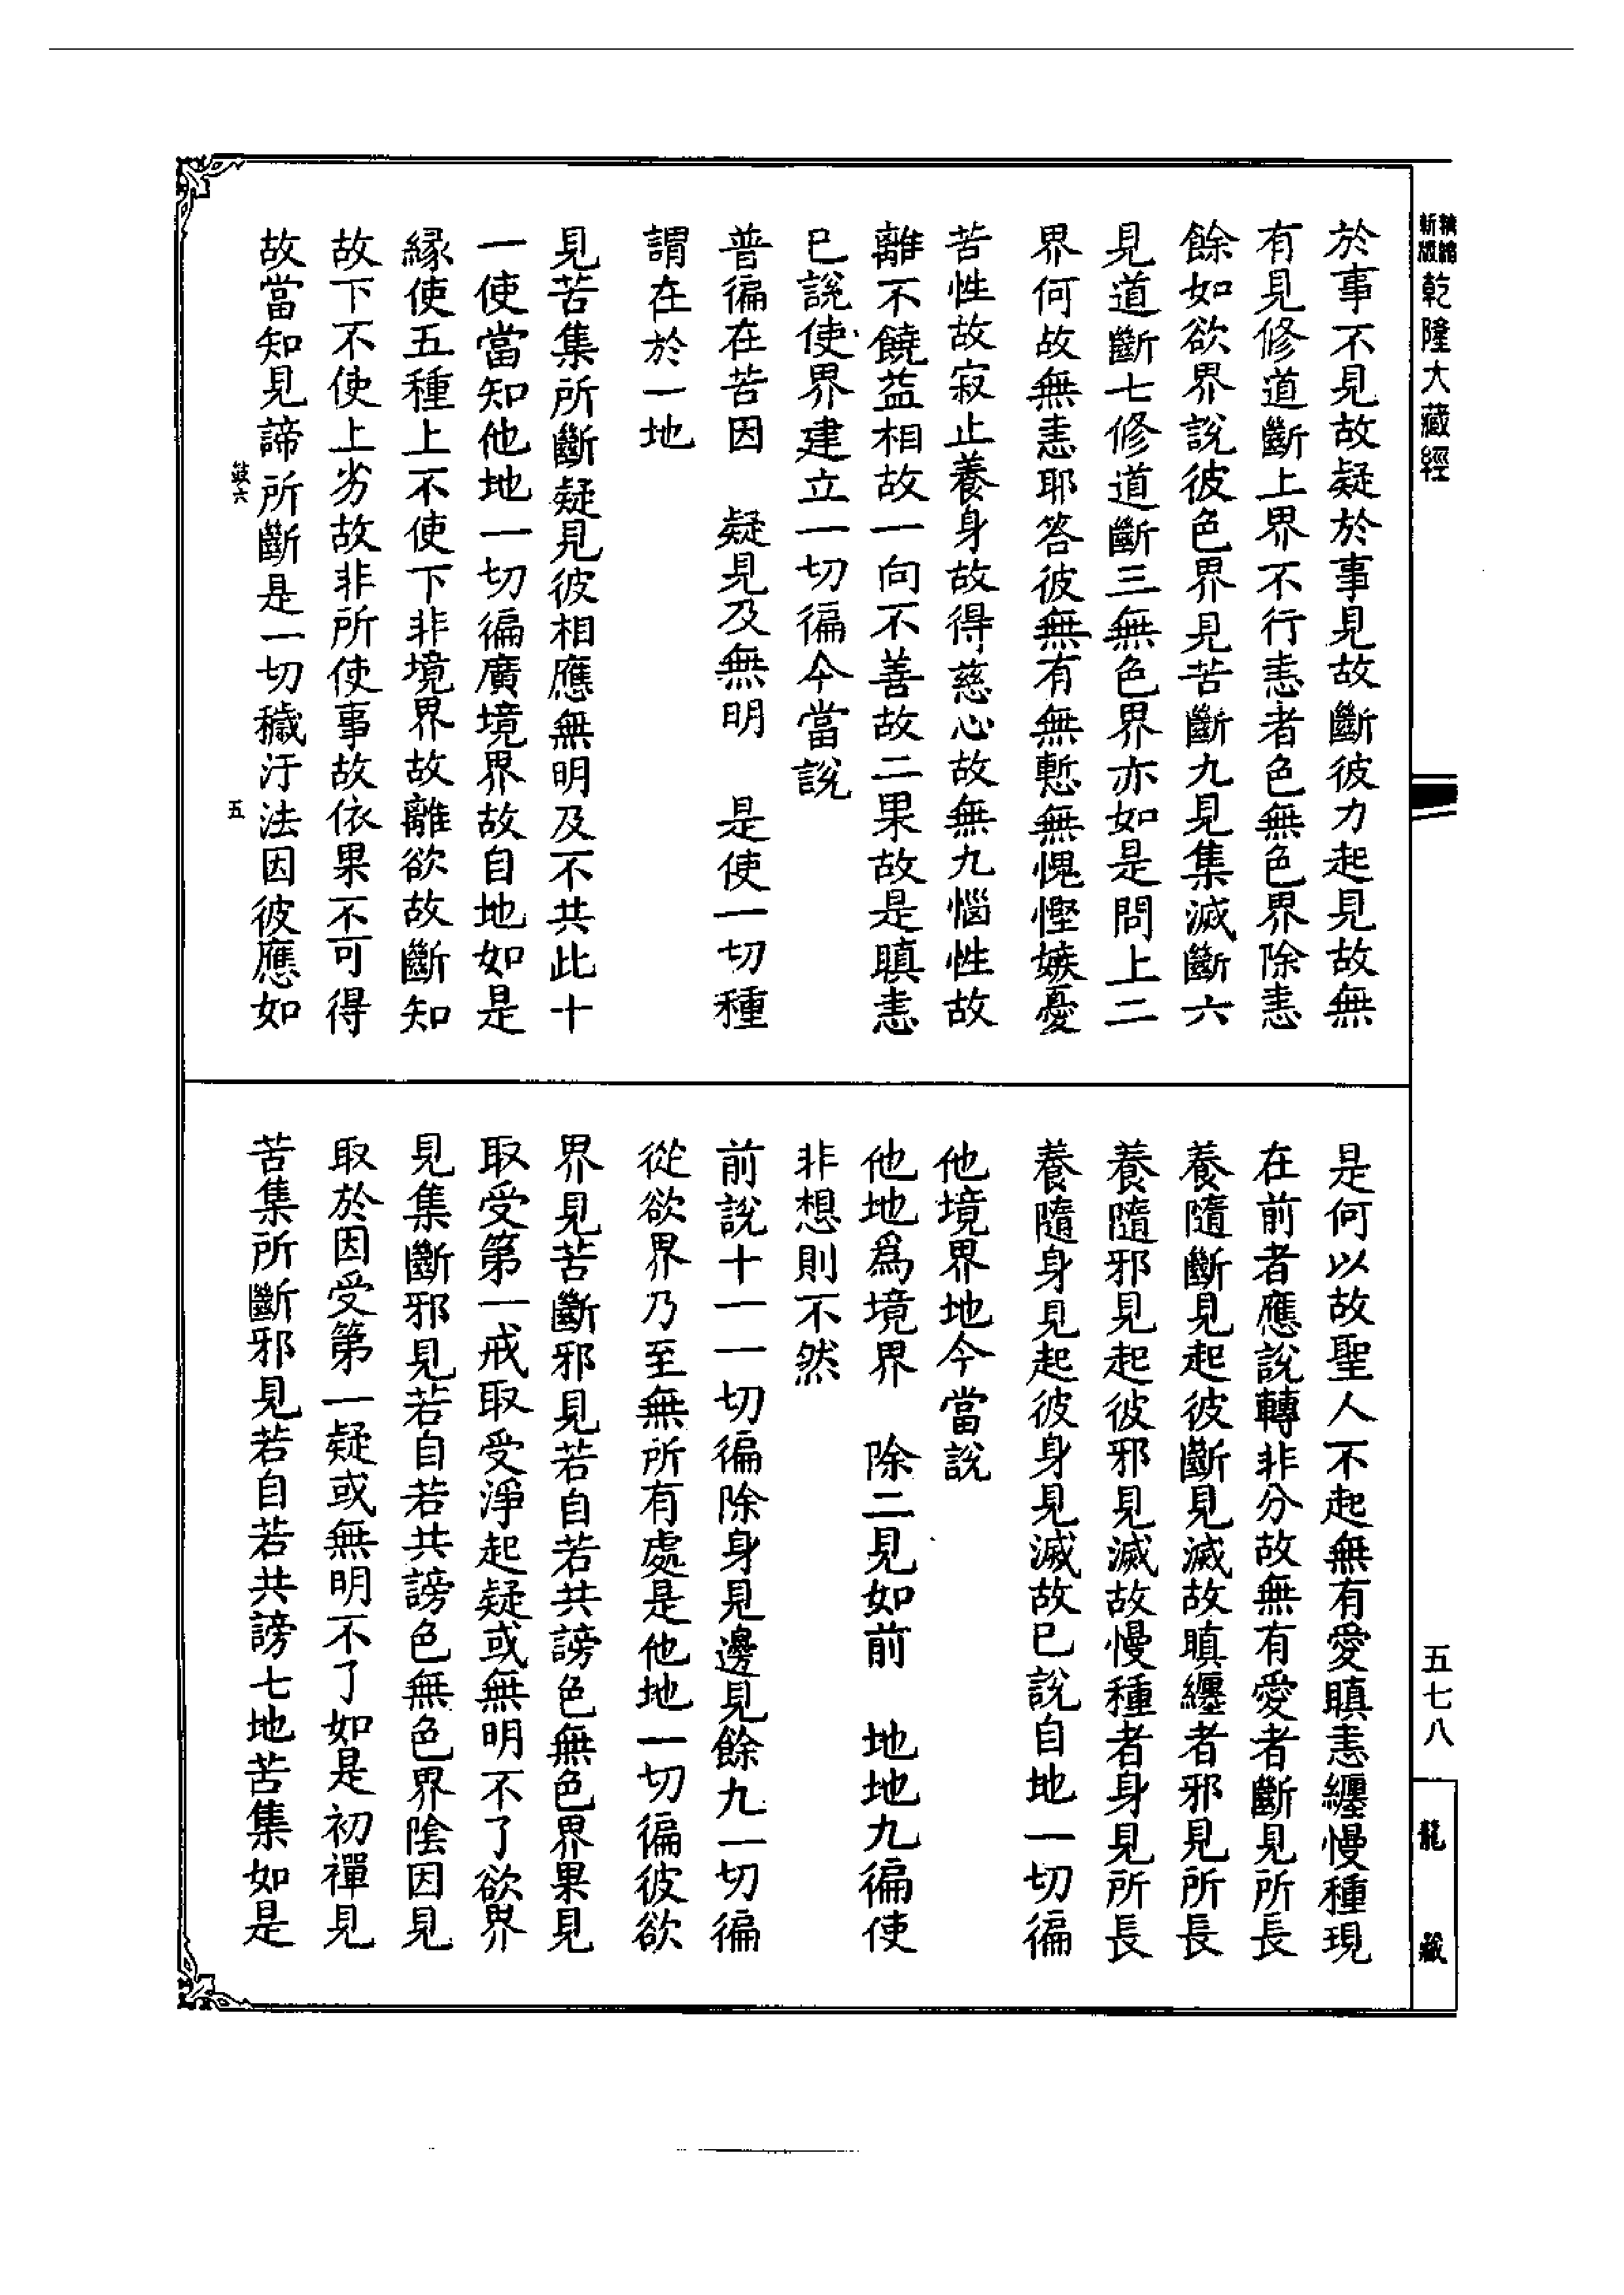 新版
精縮
乾隆大藏經
於事不見故疑於事見故斷彼力起見故無
有見修道斷上界不行恚者色無色界除恚
餘如欲界說彼色界見苦斷九見集滅斷六
見道斷七修道斷三無色界亦如是問上二
界何故無恚耶答彼無有無慙無愧慳嫉憂
苦性故寂止養身故得慈心故無九惱性故
離不饒益相故一向不善故二果故是瞋恚
已說使界建立一切徧今當說
普徧在苦因　疑見及無明　是使一切種
謂在於一地
見苦集所斷疑見彼相應無明及不共此十
一使當知他地一切徧廣境界故自地如是
緣使五種上不使下非境界故離欲故斷知
故下不使上劣故非所使事故依果不可得
故當知見諦所斷是一切穢汙法因彼應如
六
五
是何以故聖人不起無有愛瞋恚纏慢種現
在前者應說轉非分故無有愛者斷見所長
養隨斷見起彼斷見滅故瞋纏者邪見所長
養隨邪見起彼邪見滅故慢種者身見所長
養隨身見起彼身見滅故已說自地一切徧
他境界地今當說
他地爲境界　除二見如前　地地九徧使
非想則不然
前說十一一切徧除身見邊見餘九一切徧
從欲界乃至無所有處是他地一切徧彼欲
界見苦斷邪見若自若共謗色無色界果見
取受第一戒取受淨起疑或無明不了欲界
見集斷邪見若自若共謗色無色界陰因見
取於因受第一疑或無明不了如是初禪見
苦集所斷邪見若自若共謗七地苦集如是
五七八
龍藏